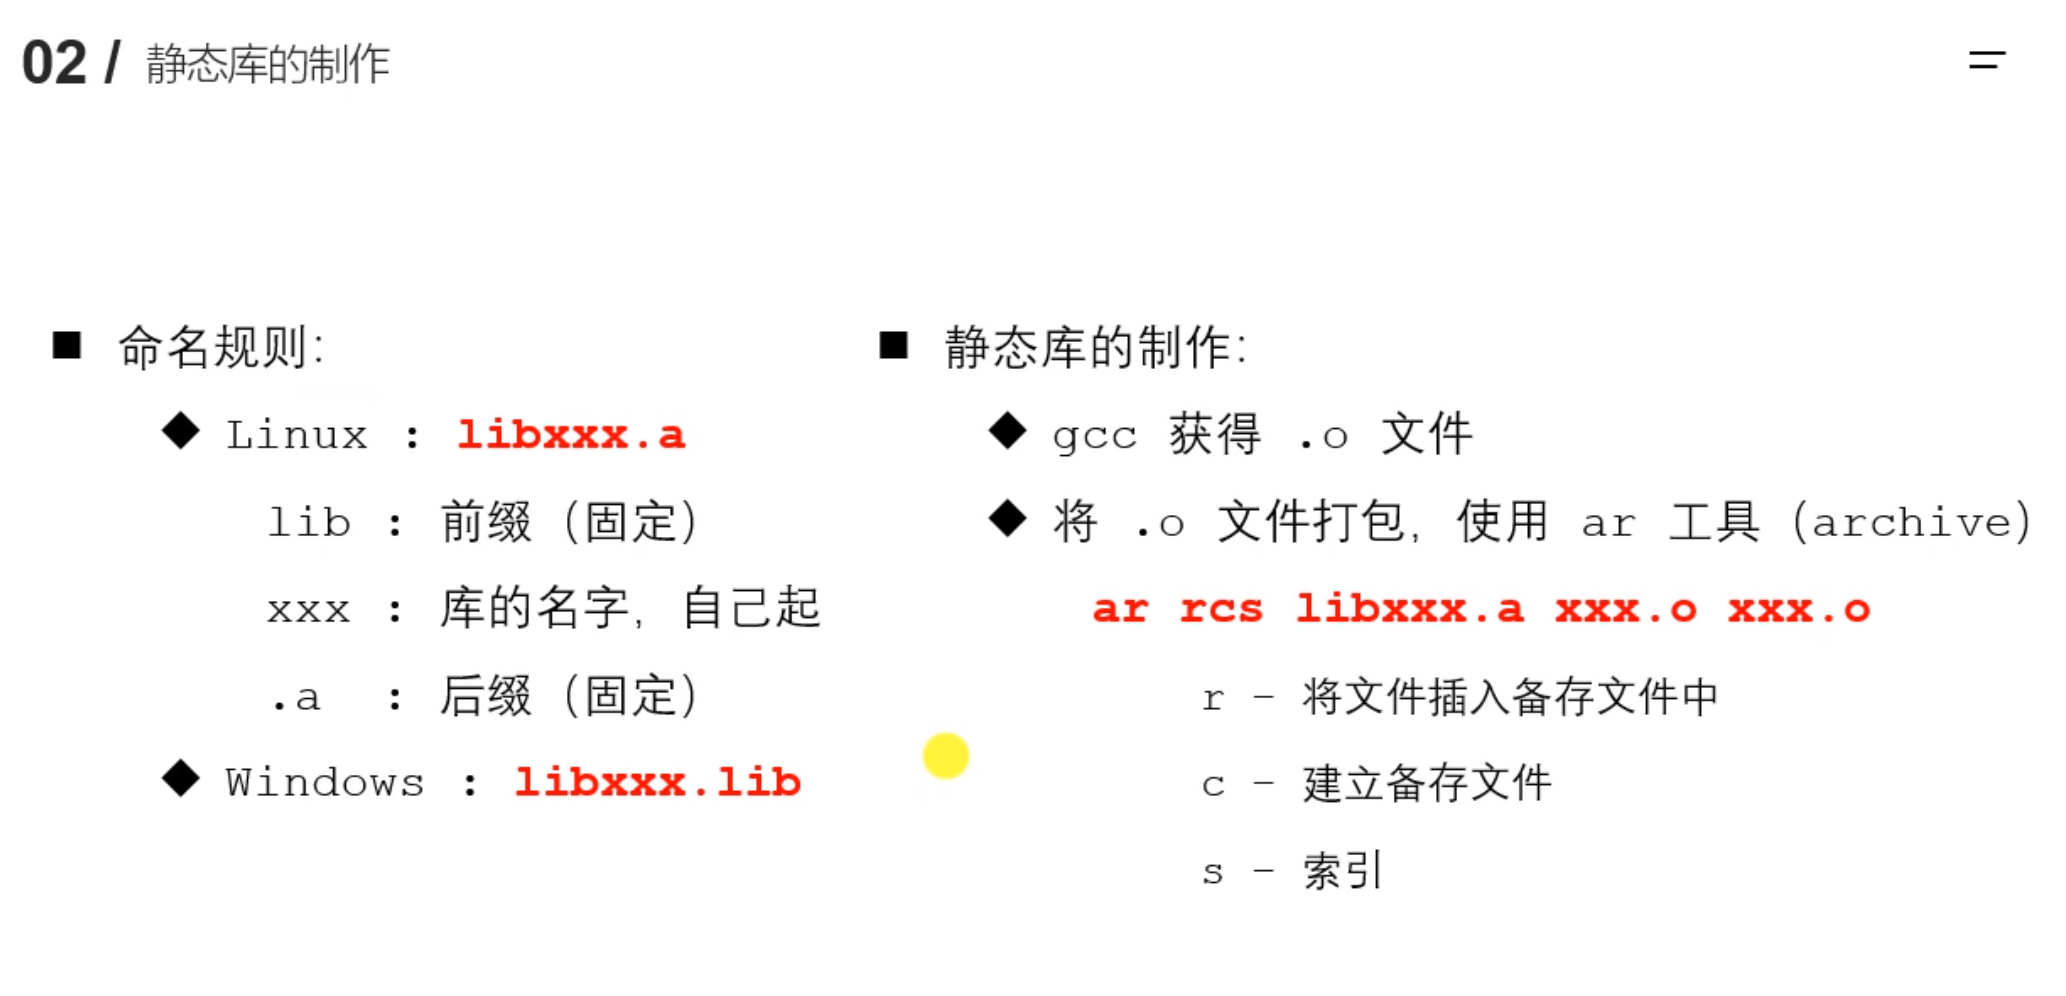 02 / 静态库的制作
■ 命名规则：
◆ Linux : libxxx.a
lib : 前缀（固定）
xxx : 库的名字，自己起
.a : 后缀（固定）
◆ Windows : libxxx.lib
■ 静态库的制作：
◆ gcc 获得 .o 文件
◆ 将 .o 文件打包，使用 ar 工具（archive）
ar rcs libxxx.a xxx.o xxx.o
r – 将文件插入备存文件中
c – 建立备存文件
s – 索引